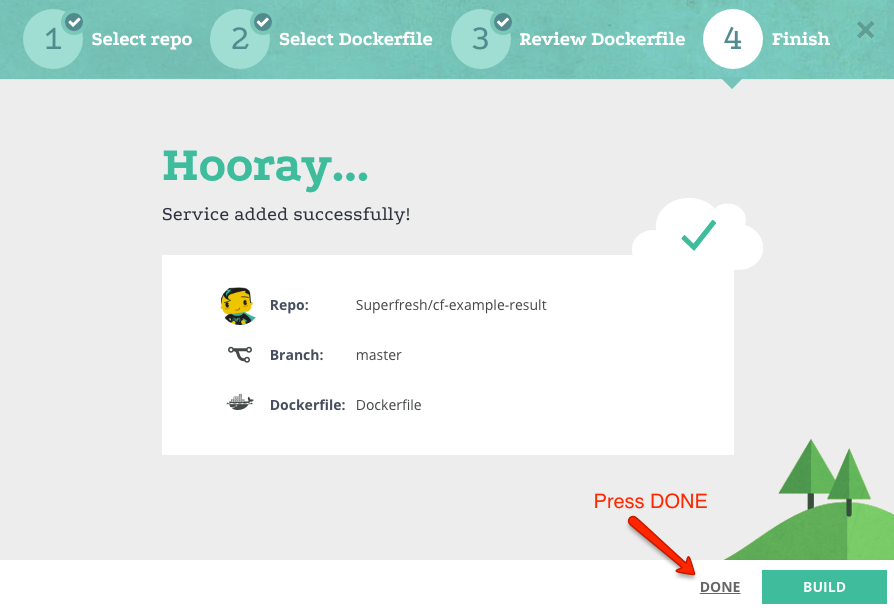 1 Select repo 2 Select Dockerfile 3 Review Dockerfile 4 Finish
Hooray...
Service added successfully!
Repo: Superfresh/cf-example-result
Branch: master
Dockerfile: Dockerfile
Press DONE
DONE BUILD